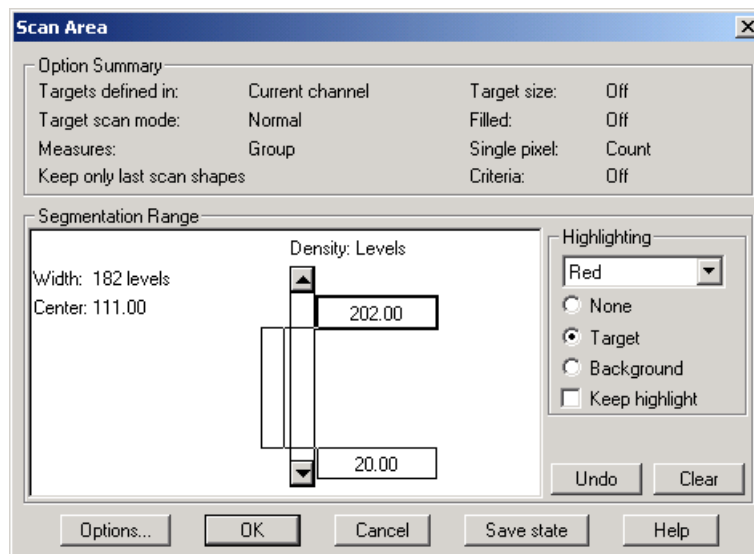 Scan Area
Option Summary
Targets defined in: Current channel Target size: Off
Target scan mode: Normal Filled: Off
Measures: Group Single pixel: Count
Keep only last scan shapes Criteria: Off
Segmentation Range
Density: Levels
Width: 182 levels
Center: 111.00
202.00
20.00
Highlighting
Red
None
Target
Background
Keep highlight
Undo Clear
Options... OK Cancel Save state Help